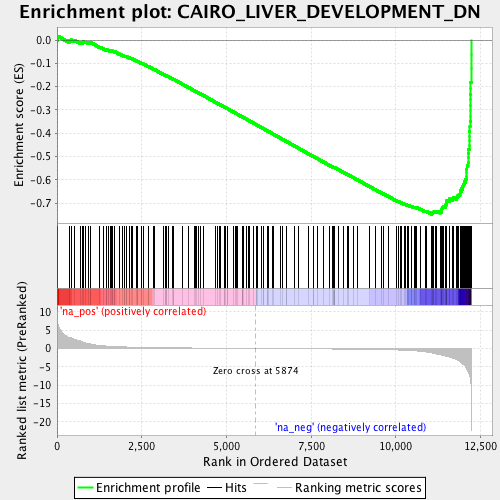 Enrichment plot: CAIRO_LIVER_DEVELOPMENT_DN
Enrichment score (ES)
0.0
-0.1
-0.2
-0.3
-0.4
-0.5
-0.6
-0.7
Ranked list metric (PreRanked)
'na_pos' (positively correlated)
10
5
0
-5
-10
-15
-20
Zero cross at 5874
'na_neg' (negatively correlated)
0
2,500
5,000
7,500
10,000
12,500
Rank in Ordered Dataset
Enrichment profile
Hits
Ranking metric scores